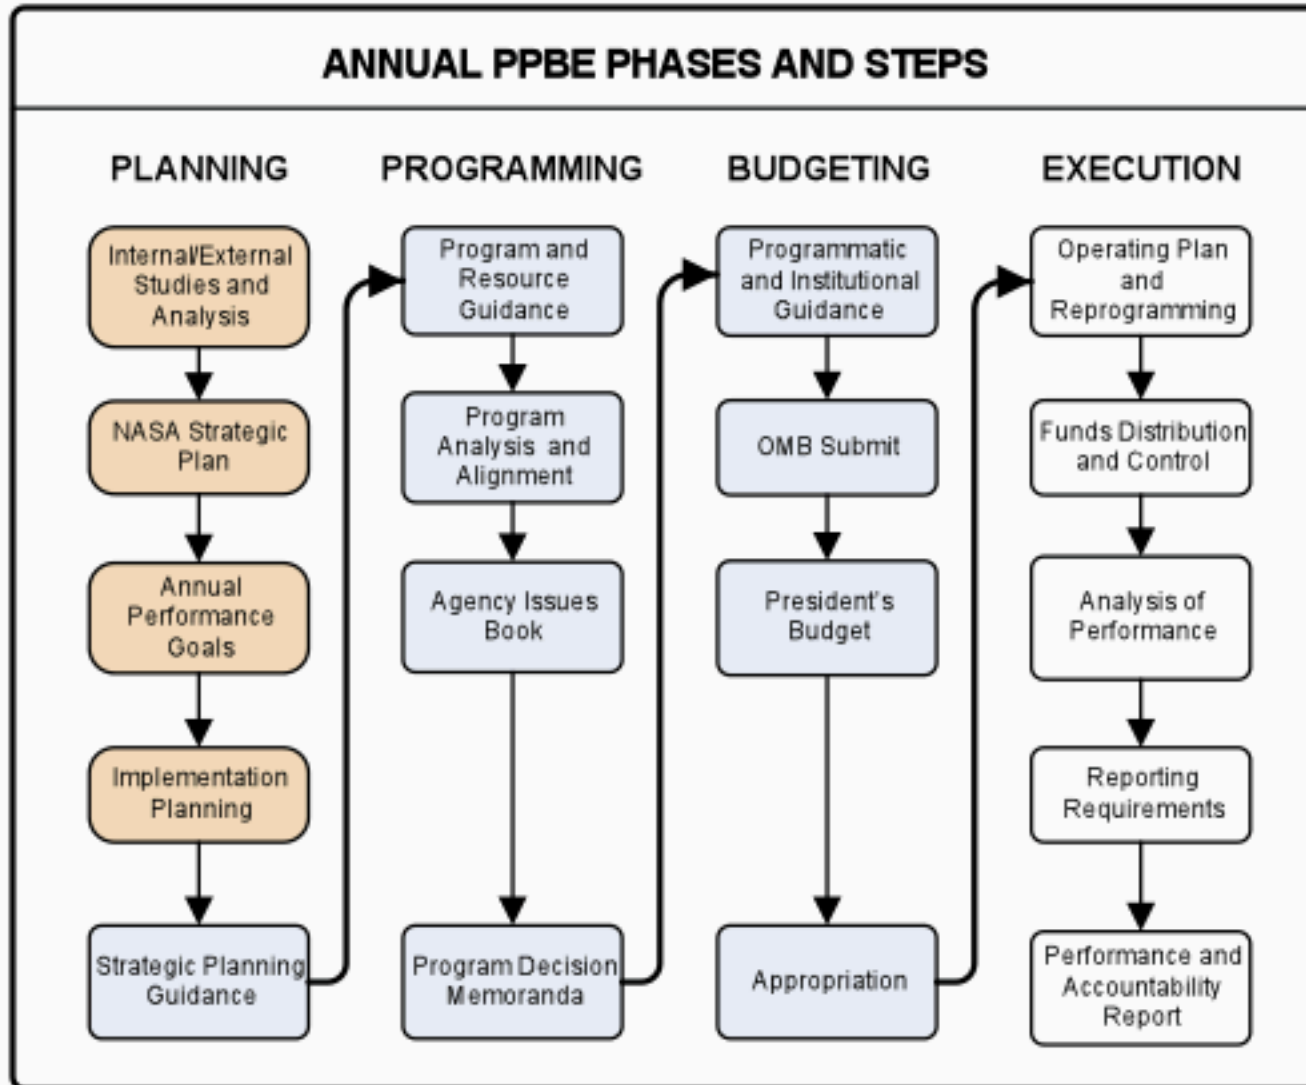 ANNUAL PPBE PHASES AND STEPS
PLANNING
Internal/External
Studies and
Analysis
NASA Strategic
Plan
Annual
Performance
Goals
Implementation
Planning
Strategic Planning
Guidance
PROGRAMMING
Program and
Resource
Guidance
Program
Analysis and
Alignment
Agency Issues
Book
Program Decision
Memoranda
BUDGETING
Programmatic
and Institutional
Guidance
OMB Submit
President's
Budget
Appropriation
EXECUTION
Operating Plan
and
Reprogramming
Funds Distribution
and Control
Analysis of
Performance
Reporting
Requirements
Performance and
Accountability
Report